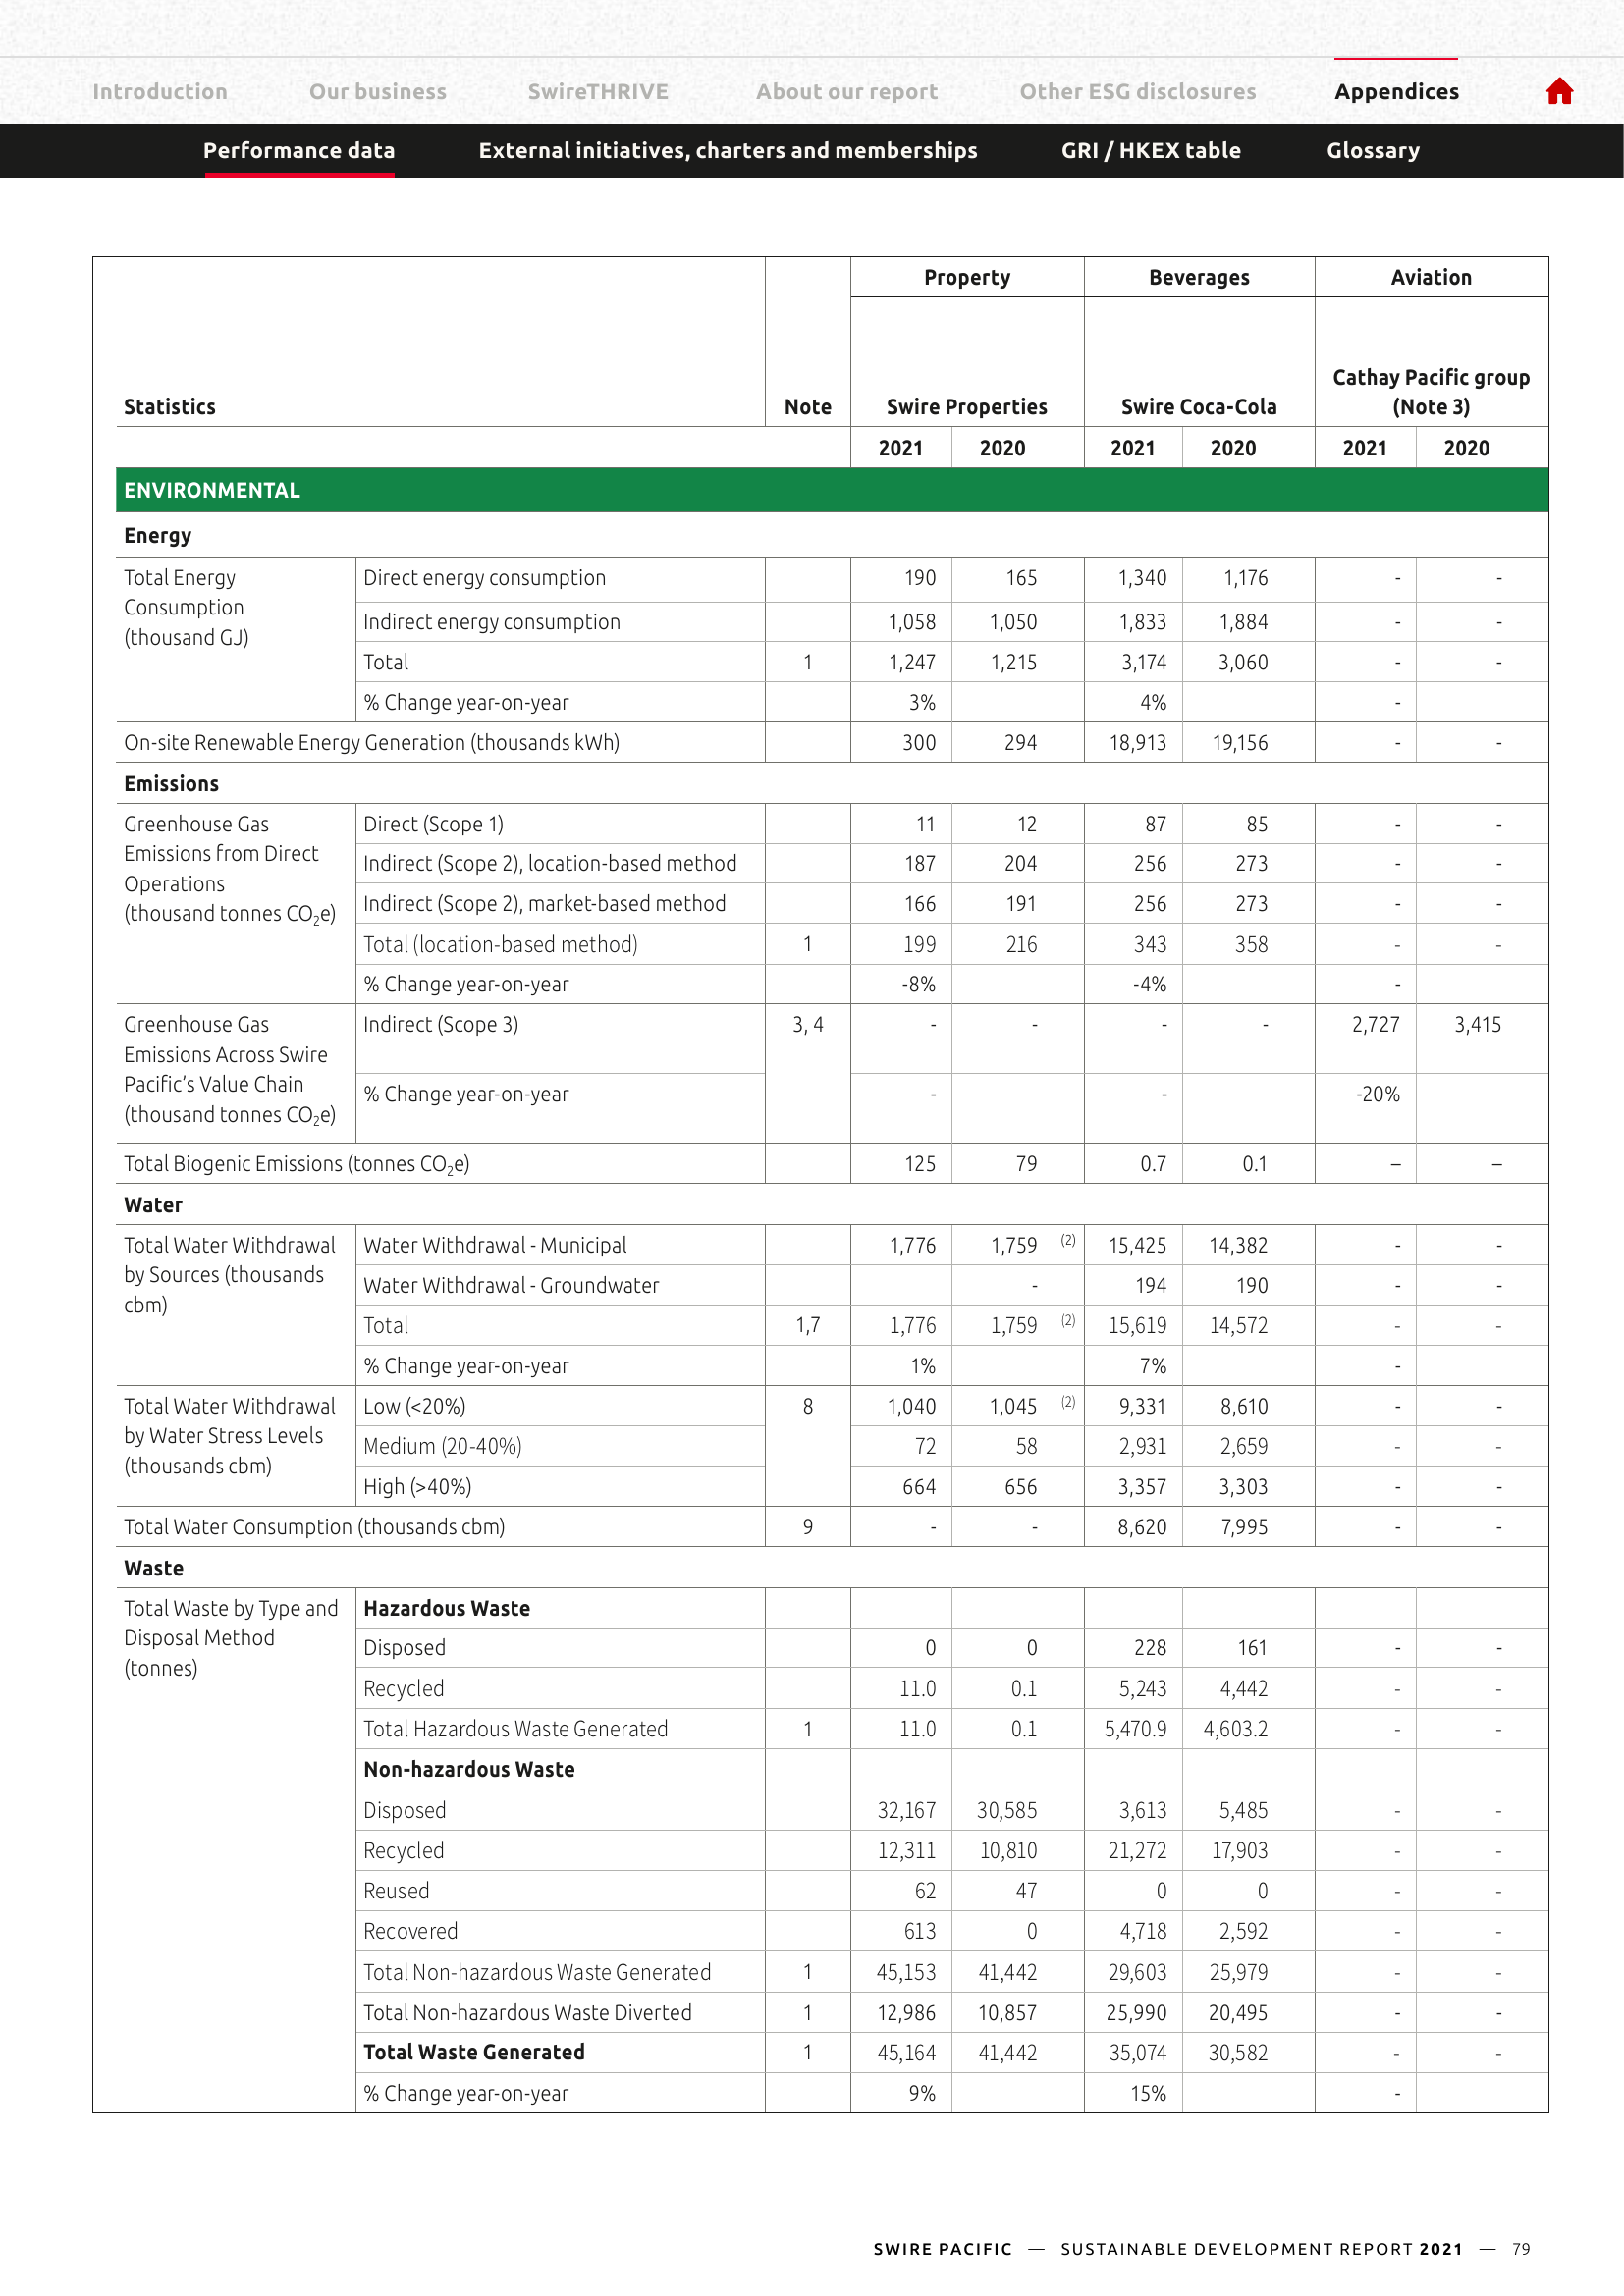 Introduction Our business SwireTHRIVE About our report Other ESG disclosures Appendices
Performance data External initiatives, charters and memberships GRI / HKEX table Glossary
Property Beverages Aviation
Statistics Note Swire Properties Swire Coca-Cola Cathay Pacific group (Note 3)
2021 2020 2021 2020 2021 2020
ENVIRONMENTAL
Energy
Total Energy Consumption (thousand GJ)
Direct energy consumption 190 165 1,340 1,176 - -
Indirect energy consumption 1,058 1,050 1,833 1,884 - -
Total 1 1,247 1,215 3,174 3,060 - -
% Change year-on-year 3% 4% -
On-site Renewable Energy Generation (thousands kWh) 300 294 18,913 19,156 - -
Emissions
Greenhouse Gas Emissions from Direct Operations (thousand tonnes CO₂e)
Direct (Scope 1) 11 12 87 85 - -
Indirect (Scope 2), location-based method 187 204 256 273 - -
Indirect (Scope 2), market-based method 166 191 256 273 - -
Total (location-based method) 1 199 216 343 358 - -
% Change year-on-year -8% -4% -
Greenhouse Gas Emissions Across Swire Pacific's Value Chain (thousand tonnes CO₂e)
Indirect (Scope 3) 3, 4 - - - - 2,727 3,415
% Change year-on-year - - -20%
Total Biogenic Emissions (tonnes CO₂e) 125 79 0.7 0.1 – –
Water
Total Water Withdrawal by Sources (thousands cbm)
Water Withdrawal - Municipal 1,776 1,759 (2) 15,425 14,382 - -
Water Withdrawal - Groundwater - 194 190 - -
Total 1,7 1,776 1,759 (2) 15,619 14,572 - -
% Change year-on-year 1% 7% -
Total Water Withdrawal by Water Stress Levels (thousands cbm)
Low (<20%) 8 1,040 1,045 (2) 9,331 8,610 - -
Medium (20-40%) 72 58 2,931 2,659 - -
High (>40%) 664 656 3,357 3,303 - -
Total Water Consumption (thousands cbm) 9 - - 8,620 7,995 - -
Waste
Total Waste by Type and Disposal Method (tonnes)
Hazardous Waste
Disposed 0 0 228 161 - -
Recycled 11.0 0.1 5,243 4,442 - -
Total Hazardous Waste Generated 1 11.0 0.1 5,470.9 4,603.2 - -
Non-hazardous Waste
Disposed 32,167 30,585 3,613 5,485 - -
Recycled 12,311 10,810 21,272 17,903 - -
Reused 62 47 0 0 - -
Recovered 613 0 4,718 2,592 - -
Total Non-hazardous Waste Generated 1 45,153 41,442 29,603 25,979 - -
Total Non-hazardous Waste Diverted 1 12,986 10,857 25,990 20,495 - -
Total Waste Generated 1 45,164 41,442 35,074 30,582 - -
% Change year-on-year 9% 15% -
SWIRE PACIFIC — SUSTAINABLE DEVELOPMENT REPORT 2021 — 79